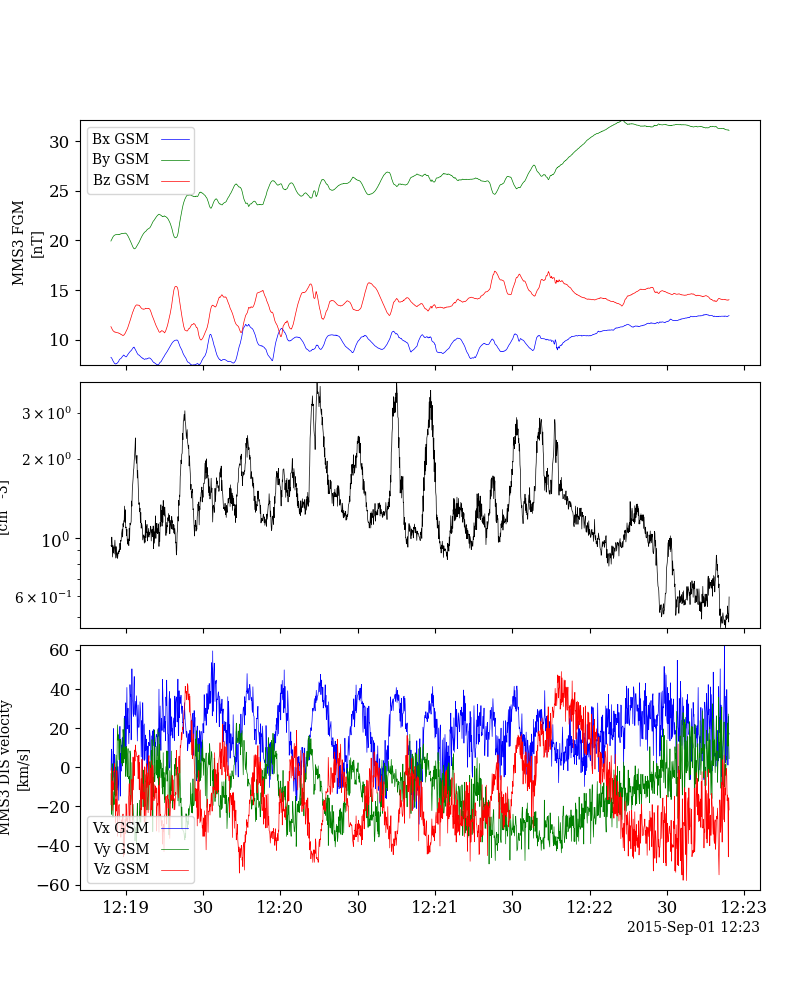 30
25
20
15
10
MMS3 FGM
[nT]
Bx GSM
By GSM
Bz GSM
3 × 10⁰
2 × 10⁰
10⁰
6 × 10⁻¹
60
40
20
0
−20
−40
−60
MMS3 DIS velocity
[km/s]
Vx GSM
Vy GSM
Vz GSM
12:19 30 12:20 30 12:21 30 12:22 30 12:23
2015-Sep-01 12:23